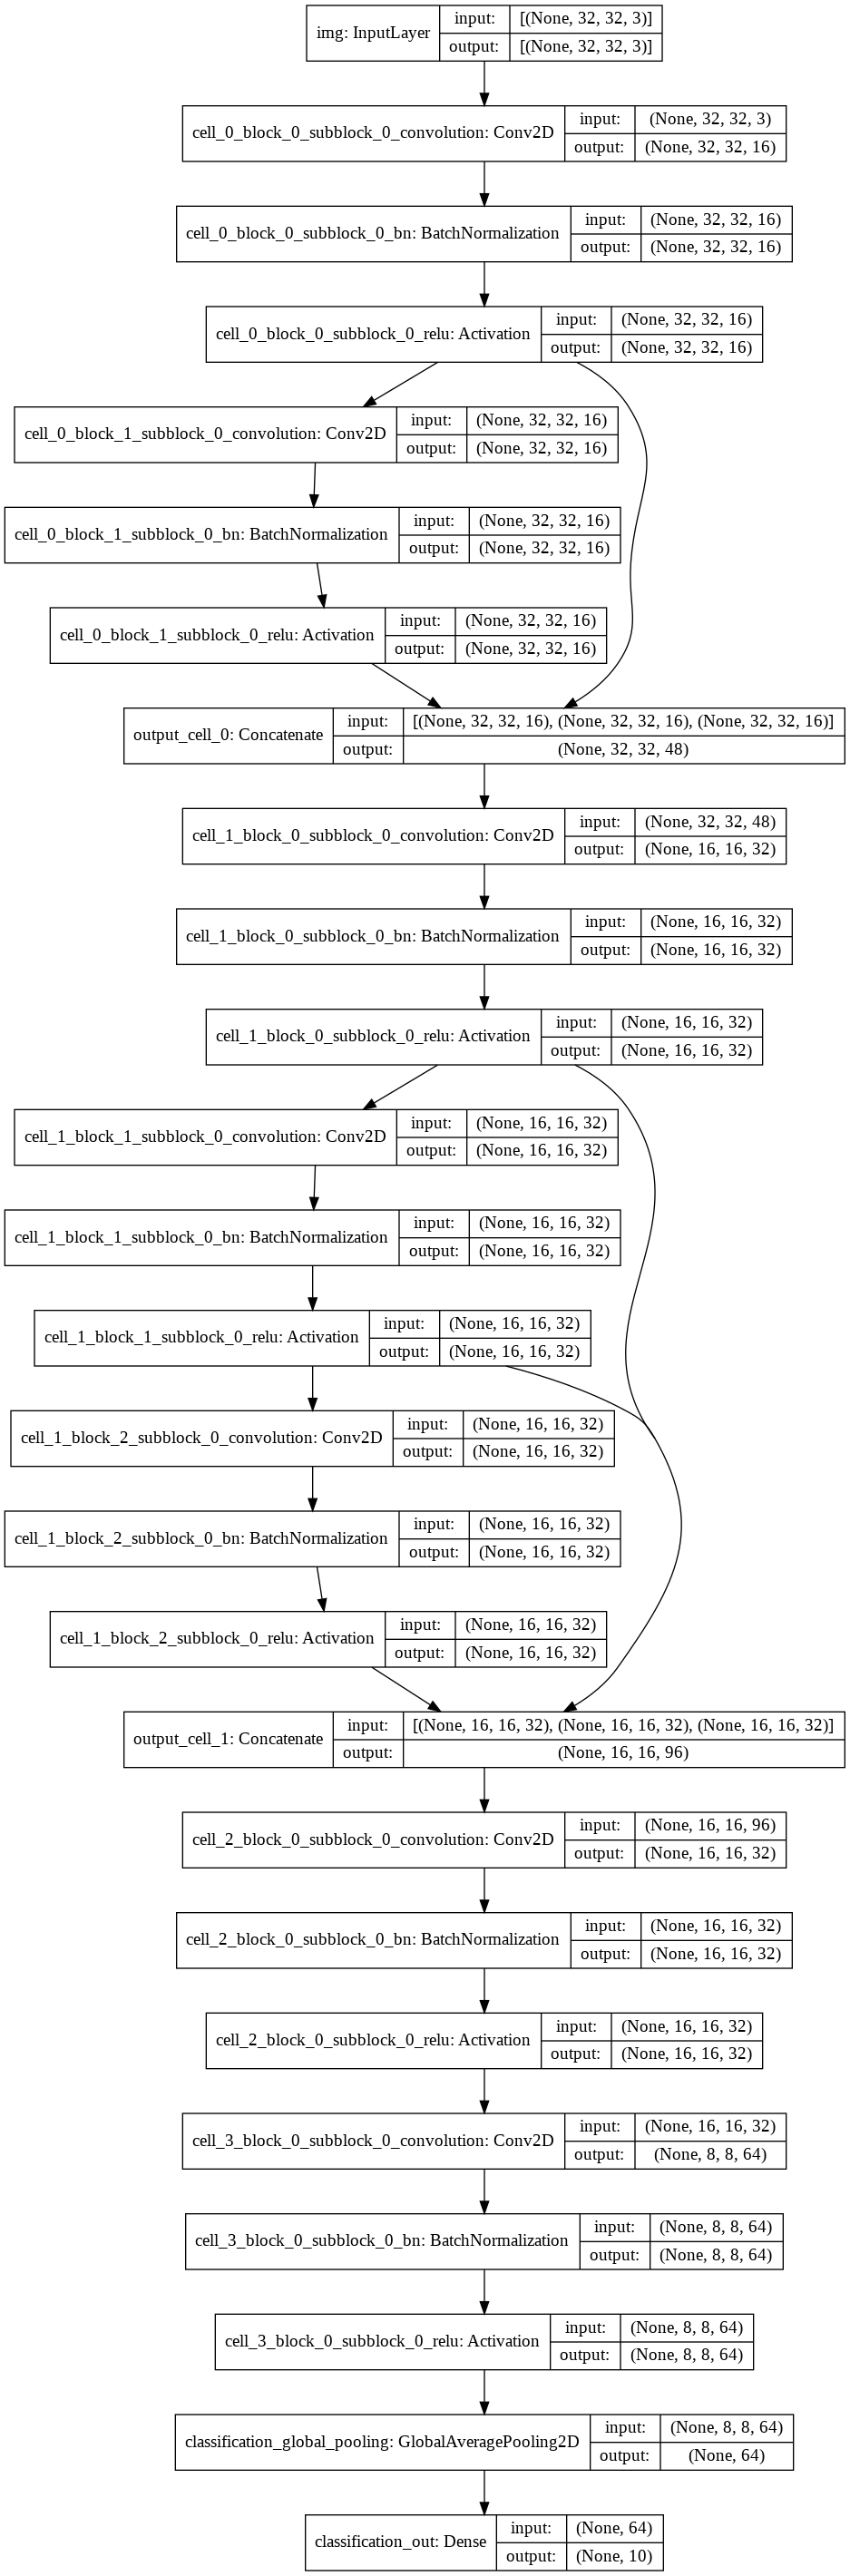 img: InputLayer input: [(None, 32, 32, 3)]
output: [(None, 32, 32, 3)]
cell_0_block_0_subblock_0_convolution: Conv2D input: (None, 32, 32, 3)
output: (None, 32, 32, 16)
cell_0_block_0_subblock_0_bn: BatchNormalization input: (None, 32, 32, 16)
output: (None, 32, 32, 16)
cell_0_block_0_subblock_0_relu: Activation input: (None, 32, 32, 16)
output: (None, 32, 32, 16)
cell_0_block_1_subblock_0_convolution: Conv2D input: (None, 32, 32, 16)
output: (None, 32, 32, 16)
cell_0_block_1_subblock_0_bn: BatchNormalization input: (None, 32, 32, 16)
output: (None, 32, 32, 16)
cell_0_block_1_subblock_0_relu: Activation input: (None, 32, 32, 16)
output: (None, 32, 32, 16)
output_cell_0: Concatenate input: [(None, 32, 32, 16), (None, 32, 32, 16), (None, 32, 32, 16)]
output: (None, 32, 32, 48)
cell_1_block_0_subblock_0_convolution: Conv2D input: (None, 32, 32, 48)
output: (None, 16, 16, 32)
cell_1_block_0_subblock_0_bn: BatchNormalization input: (None, 16, 16, 32)
output: (None, 16, 16, 32)
cell_1_block_0_subblock_0_relu: Activation input: (None, 16, 16, 32)
output: (None, 16, 16, 32)
cell_1_block_1_subblock_0_convolution: Conv2D input: (None, 16, 16, 32)
output: (None, 16, 16, 32)
cell_1_block_1_subblock_0_bn: BatchNormalization input: (None, 16, 16, 32)
output: (None, 16, 16, 32)
cell_1_block_1_subblock_0_relu: Activation input: (None, 16, 16, 32)
output: (None, 16, 16, 32)
cell_1_block_2_subblock_0_convolution: Conv2D input: (None, 16, 16, 32)
output: (None, 16, 16, 32)
cell_1_block_2_subblock_0_bn: BatchNormalization input: (None, 16, 16, 32)
output: (None, 16, 16, 32)
cell_1_block_2_subblock_0_relu: Activation input: (None, 16, 16, 32)
output: (None, 16, 16, 32)
output_cell_1: Concatenate input: [(None, 16, 16, 32), (None, 16, 16, 32), (None, 16, 16, 32)]
output: (None, 16, 16, 96)
cell_2_block_0_subblock_0_convolution: Conv2D input: (None, 16, 16, 96)
output: (None, 16, 16, 32)
cell_2_block_0_subblock_0_bn: BatchNormalization input: (None, 16, 16, 32)
output: (None, 16, 16, 32)
cell_2_block_0_subblock_0_relu: Activation input: (None, 16, 16, 32)
output: (None, 16, 16, 32)
cell_3_block_0_subblock_0_convolution: Conv2D input: (None, 16, 16, 32)
output: (None, 8, 8, 64)
cell_3_block_0_subblock_0_bn: BatchNormalization input: (None, 8, 8, 64)
output: (None, 8, 8, 64)
cell_3_block_0_subblock_0_relu: Activation input: (None, 8, 8, 64)
output: (None, 8, 8, 64)
classification_global_pooling: GlobalAveragePooling2D input: (None, 8, 8, 64)
output: (None, 64)
classification_out: Dense input: (None, 64)
output: (None, 10)